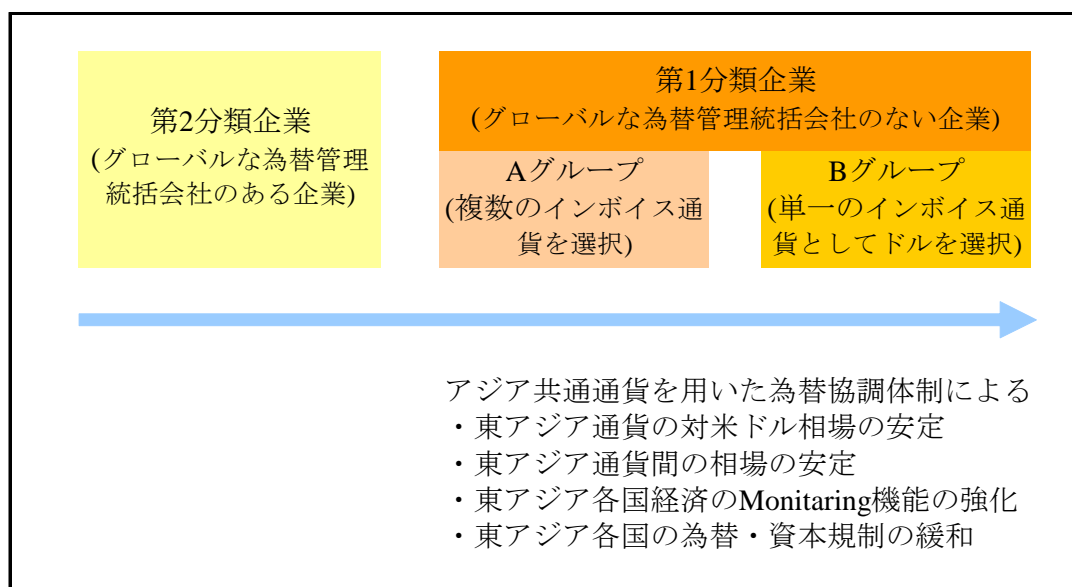 第2分類企業
(グローバルな為替管理
統括会社のある企業)
第1分類企業
(グローバルな為替管理統括会社のない企業)
Aグループ
(複数のインボイス通
貨を選択)
Bグループ
(単一のインボイス通
貨としてドルを選択)
アジア共通通貨を用いた為替協調体制による
・東アジア通貨の対米ドル相場の安定
・東アジア通貨間の相場の安定
・東アジア各国経済のMonitaring機能の強化
・東アジア各国の為替・資本規制の緩和